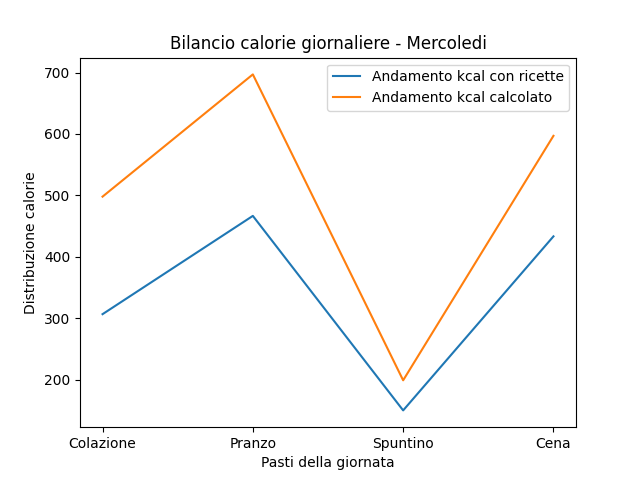 Bilancio calorie giornaliere - Mercoledi
Andamento kcal con ricette
Andamento kcal calcolato
Distribuzione calorie
700
600
500
400
300
200
Colazione Pranzo Spuntino Cena
Pasti della giornata